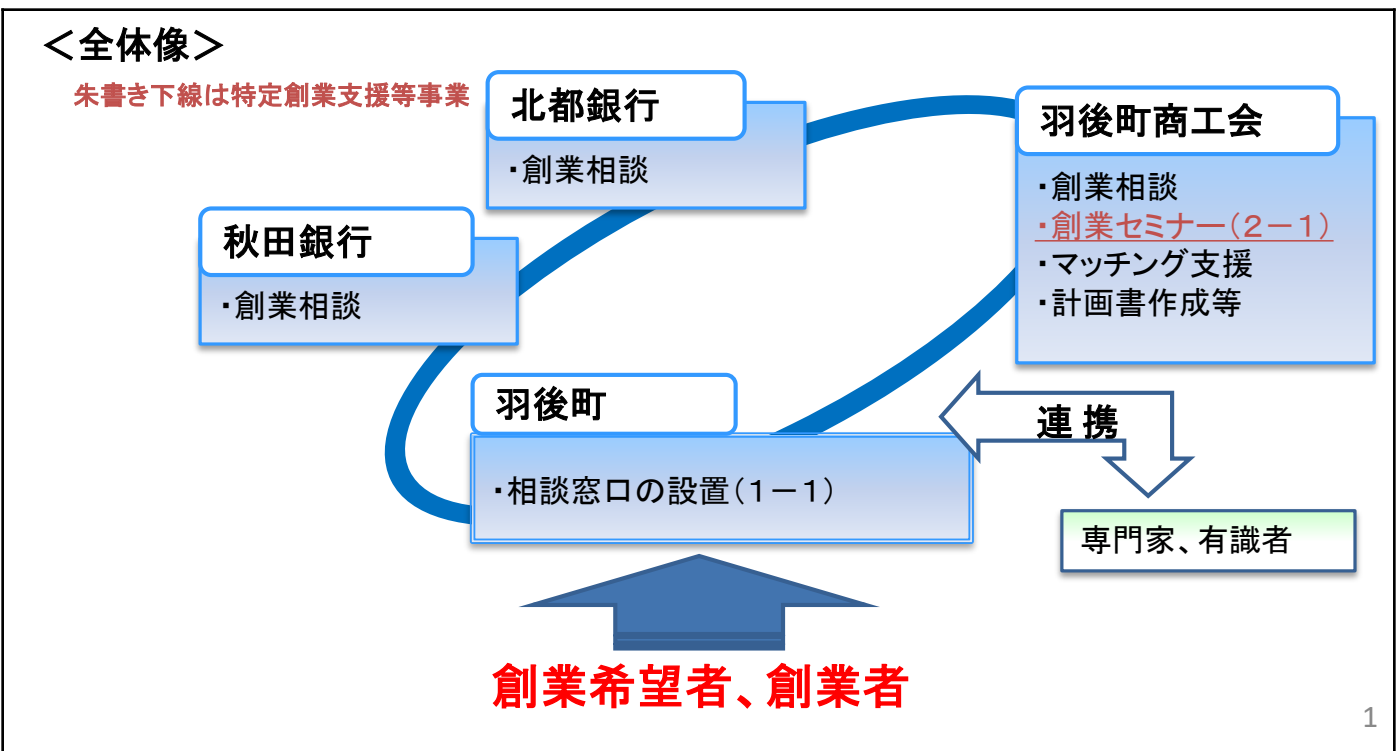 ＜全体像＞
朱書き下線は特定創業支援等事業
北都銀行
・創業相談
秋田銀行
・創業相談
羽後町商工会
・創業相談
・創業セミナー（２－１）
・マッチング支援
・計画書作成等
羽後町
・相談窓口の設置（１－１）
連 携
専門家、有識者
創業希望者、創業者
1